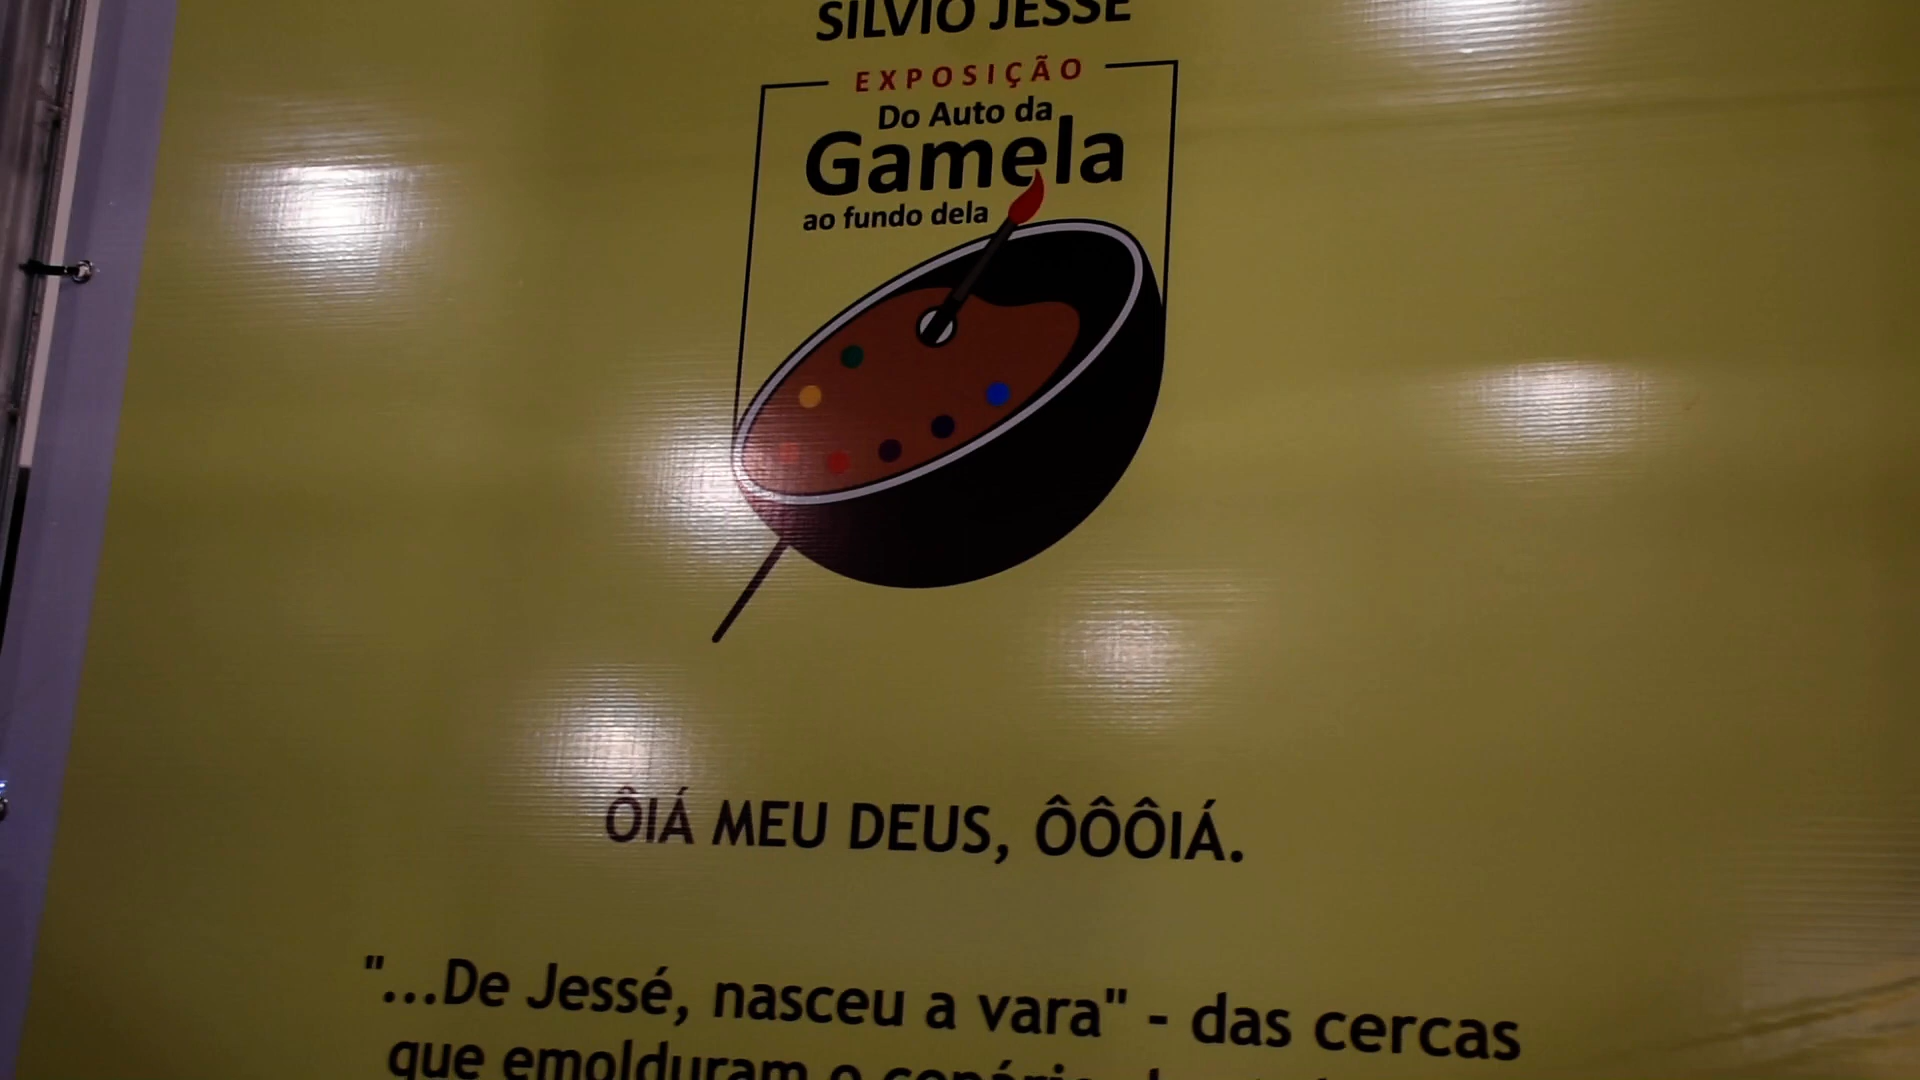 SILVIO JESSÉ
EXPOSIÇÃO
Do Auto da
Gamela
ao fundo dela
ÔIÁ MEU DEUS, ÔÔÔIÁ.
"...De Jessé, nasceu a vara" - das cercas
que emolduram o cenário